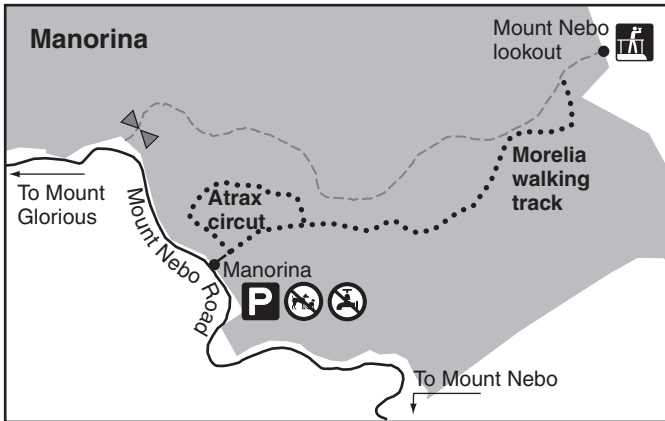 Manorina
Mount Nebo
lookout
Morelia
walking
track
Atrax
circut
To Mount
Glorious
Mount Nebo Road
Manorina
P
To Mount Nebo